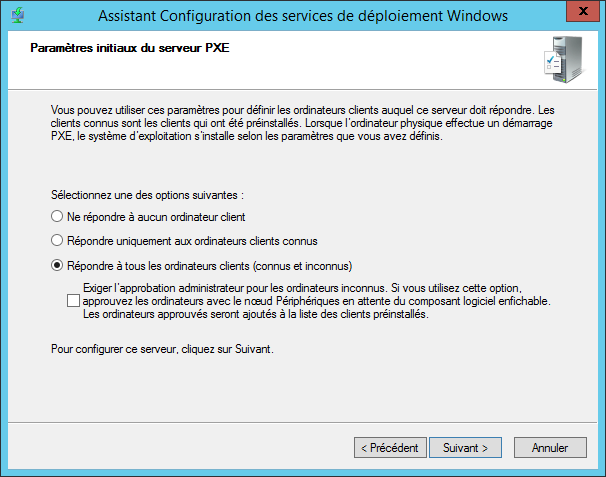 Assistant Configuration des services de déploiement Windows
x
Paramètres initiaux du serveur PXE
Vous pouvez utiliser ces paramètres pour définir les ordinateurs clients auquel ce serveur doit répondre. Les
clients connus sont les clients qui ont été préinstallés. Lorsque l'ordinateur physique effectue un démarrage
PXE, le système d'exploitation s'installe selon les paramètres que vous avez définis.
Sélectionnez une des options suivantes :
Ne répondre à aucun ordinateur client
Répondre uniquement aux ordinateurs clients connus
Répondre à tous les ordinateurs clients (connus et inconnus)
Exiger l'approbation administrateur pour les ordinateurs inconnus. Si vous utilisez cette option,
approuvez les ordinateurs avec le nœud Périphériques en attente du composant logiciel enfichable.
Les ordinateurs approuvés seront ajoutés à la liste des clients préinstallés.
Pour configurer ce serveur, cliquez sur Suivant.
< Précédent
Suivant >
Annuler